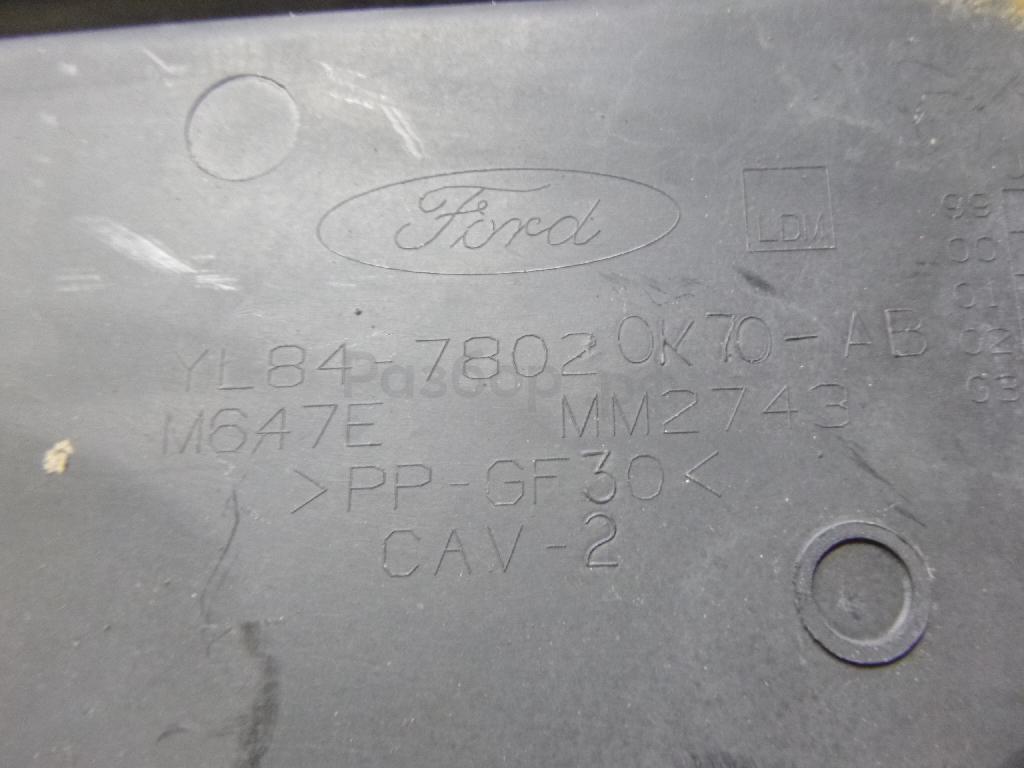 Ford
LDM
99
00
01
02
03
YL84-78020K70-AB
M647E MM2743
>PP-GF30<
CAV-2